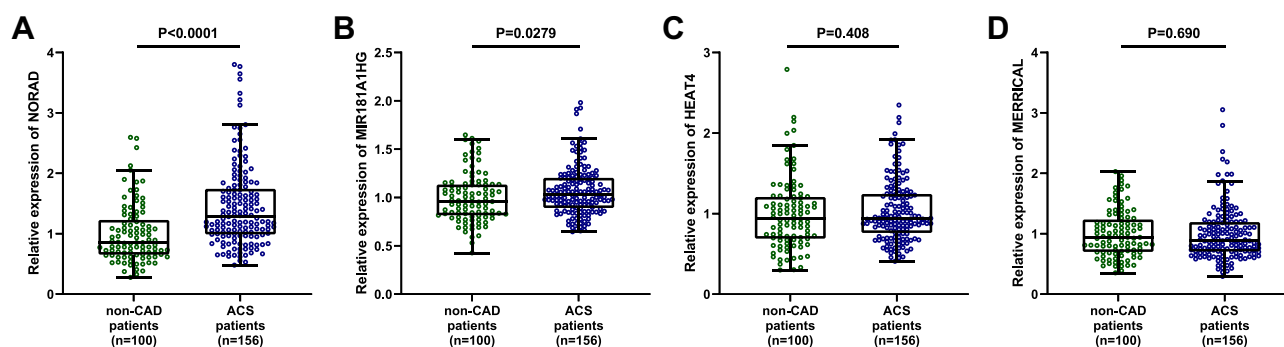 A
P<0.0001
Relative expression of NORAD
4
3
2
1
0
non-CAD
patients
(n=100)
ACS
patients
(n=156)
B
P=0.0279
Relative expression of MIR181A1HG
2.5
2.0
1.5
1.0
0.5
0.0
non-CAD
patients
(n=100)
ACS
patients
(n=156)
C
P=0.408
Relative expression of HEAT4
3
2
1
0
non-CAD
patients
(n=100)
ACS
patients
(n=156)
D
P=0.690
Relative expression of MERRICAL
4
3
2
1
0
non-CAD
patients
(n=100)
ACS
patients
(n=156)